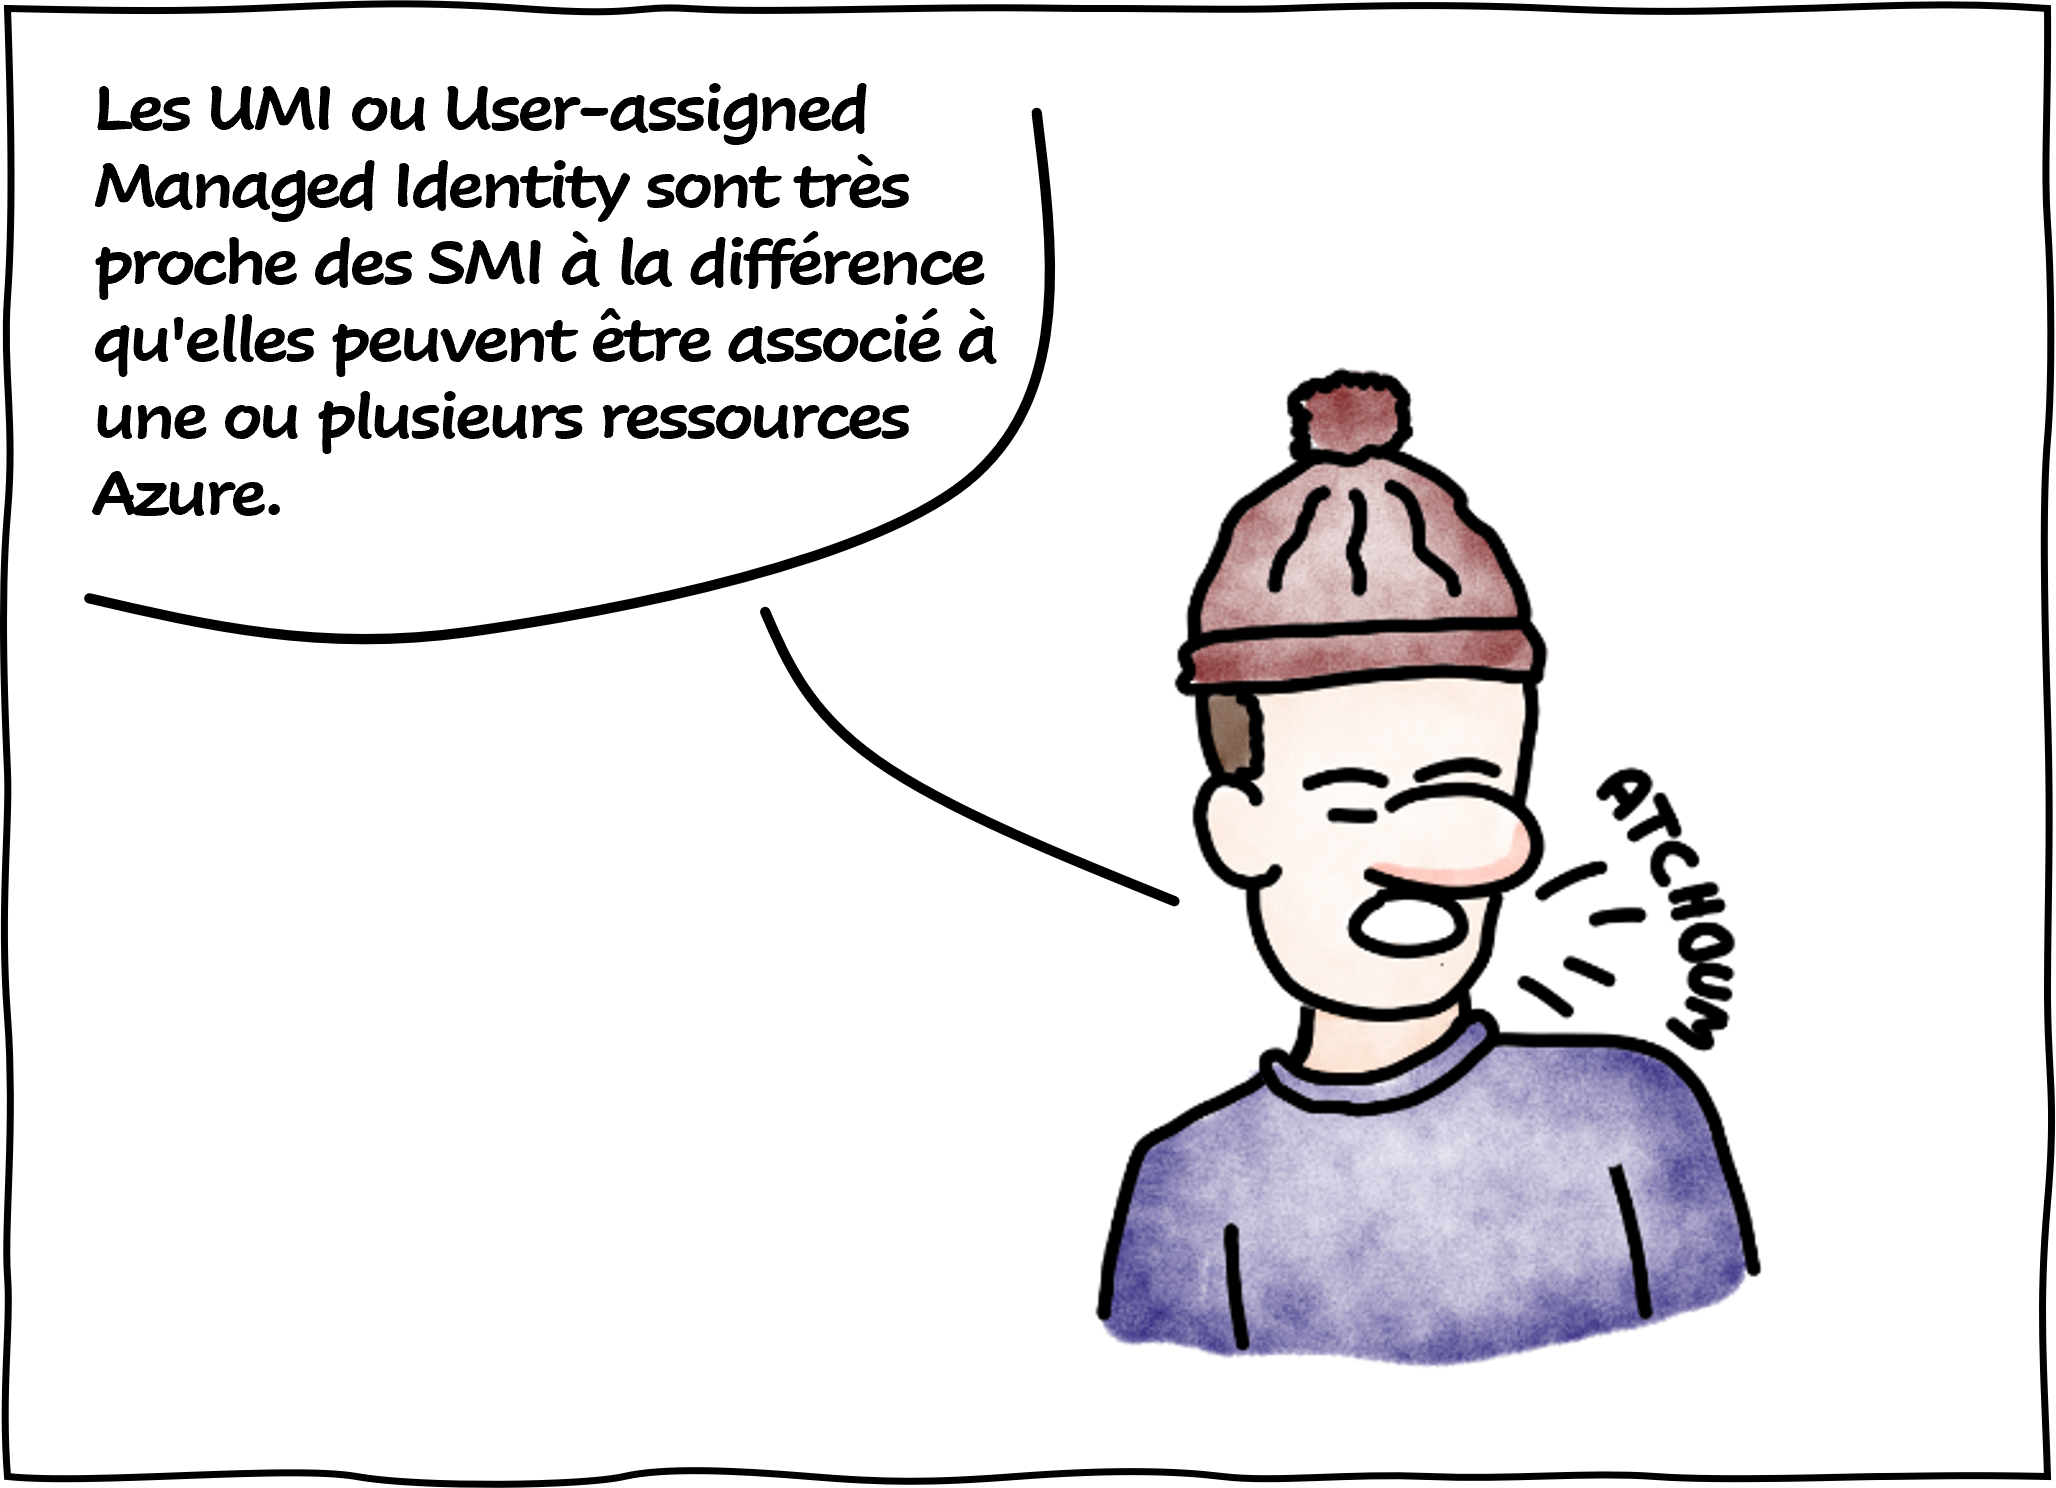 Les UMI ou User-assigned
Managed Identity sont très
proche des SMI à la différence
qu'elles peuvent être associé à
une ou plusieurs ressources
Azure.
ATCHOUM